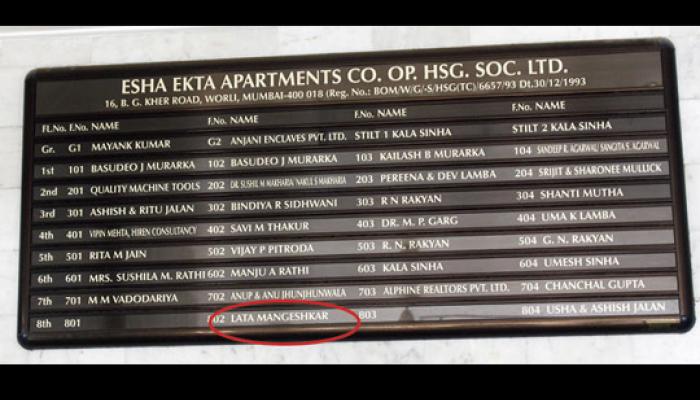 ESHA EKTA APARTMENTS CO. OP. HSG. SOC. LTD.
16, B. G. KHER ROAD, WORLI, MUMBAI-400 018 (Reg. No.: BOM/W/G/-S/HSG(TC)/6657/93 Dt.30/12/1993
FL.No. F.No. NAME F.No. NAME F.No. NAME F.No. NAME
Gr. G1 MAYANK KUMAR G2 ANJANI ENCLAVES PVT. LTD. STILT 1 KALA SINHA STILT 2 KALA SINHA
1st 101 BASUDEO J MURARKA 102 BASUDEO J MURARKA 103 KAILASH B MURARKA 104 SANDEEP R. AGARWAL/ SANGITA S. AGARWAL
2nd 201 QUALITY MACHINE TOOLS 202 DR. SUSHIL M MAKHARIA/ NAKUL S MAKHARIA 203 PEREENA & DEV LAMBA 204 SRIJIT & SHARONEE MULLICK
3rd 301 ASHISH & RITU JALAN 302 BINDIYA R SIDHWANI 303 R N RAKYAN 304 SHANTI MUTHA
4th 401 VIPIN MEHTA, HIREN CONSULTANCY 402 SAVI M THAKUR 403 DR. M. P. GARG 404 UMA K LAMBA
5th 501 RITA M JAIN 502 VIJAY P PITRODA 503 R. N. RAKYAN 504 G. N. RAKYAN
6th 601 MRS. SUSHILA M. RATHI 602 MANJU A RATHI 603 KALA SINHA 604 UMESH SINHA
7th 701 M M VADODARIYA 702 ANUP & ANU JHUNJHUNWALA 703 ALPHINE REALTORS PVT. LTD. 704 CHANCHAL GUPTA
8th 801 802 LATA MANGESHKAR 803 804 USHA & ASHISH JALAN